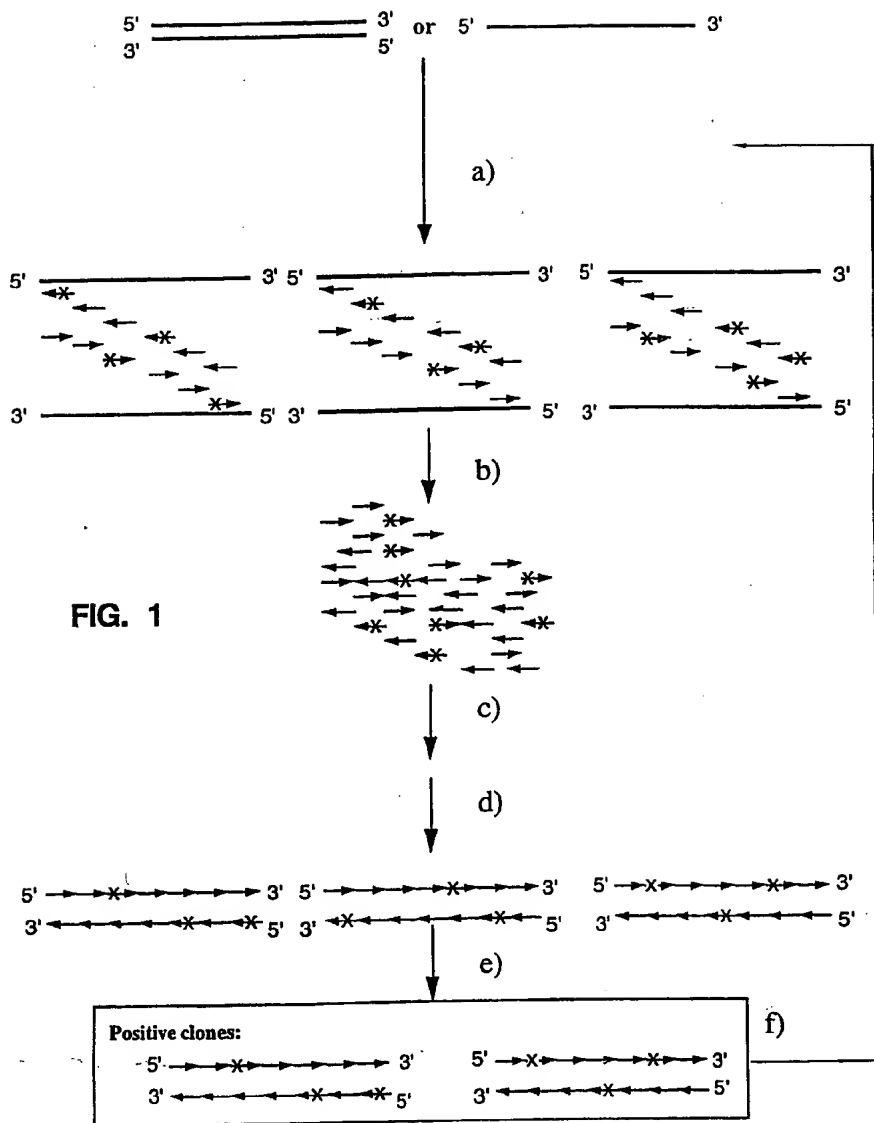 5' 3' or 5' 3'
3' 5'
a)
5' 3' 5' 3' 5' 3'
3' 5' 3' 5' 3' 5'
b)
FIG. 1
c)
d)
5' 3' 5' 3' 5' 3'
3' 5' 3' 5' 3' 5'
e)
f)
Positive clones:
5' 3' 5' 3'
3' 5' 3' 5'